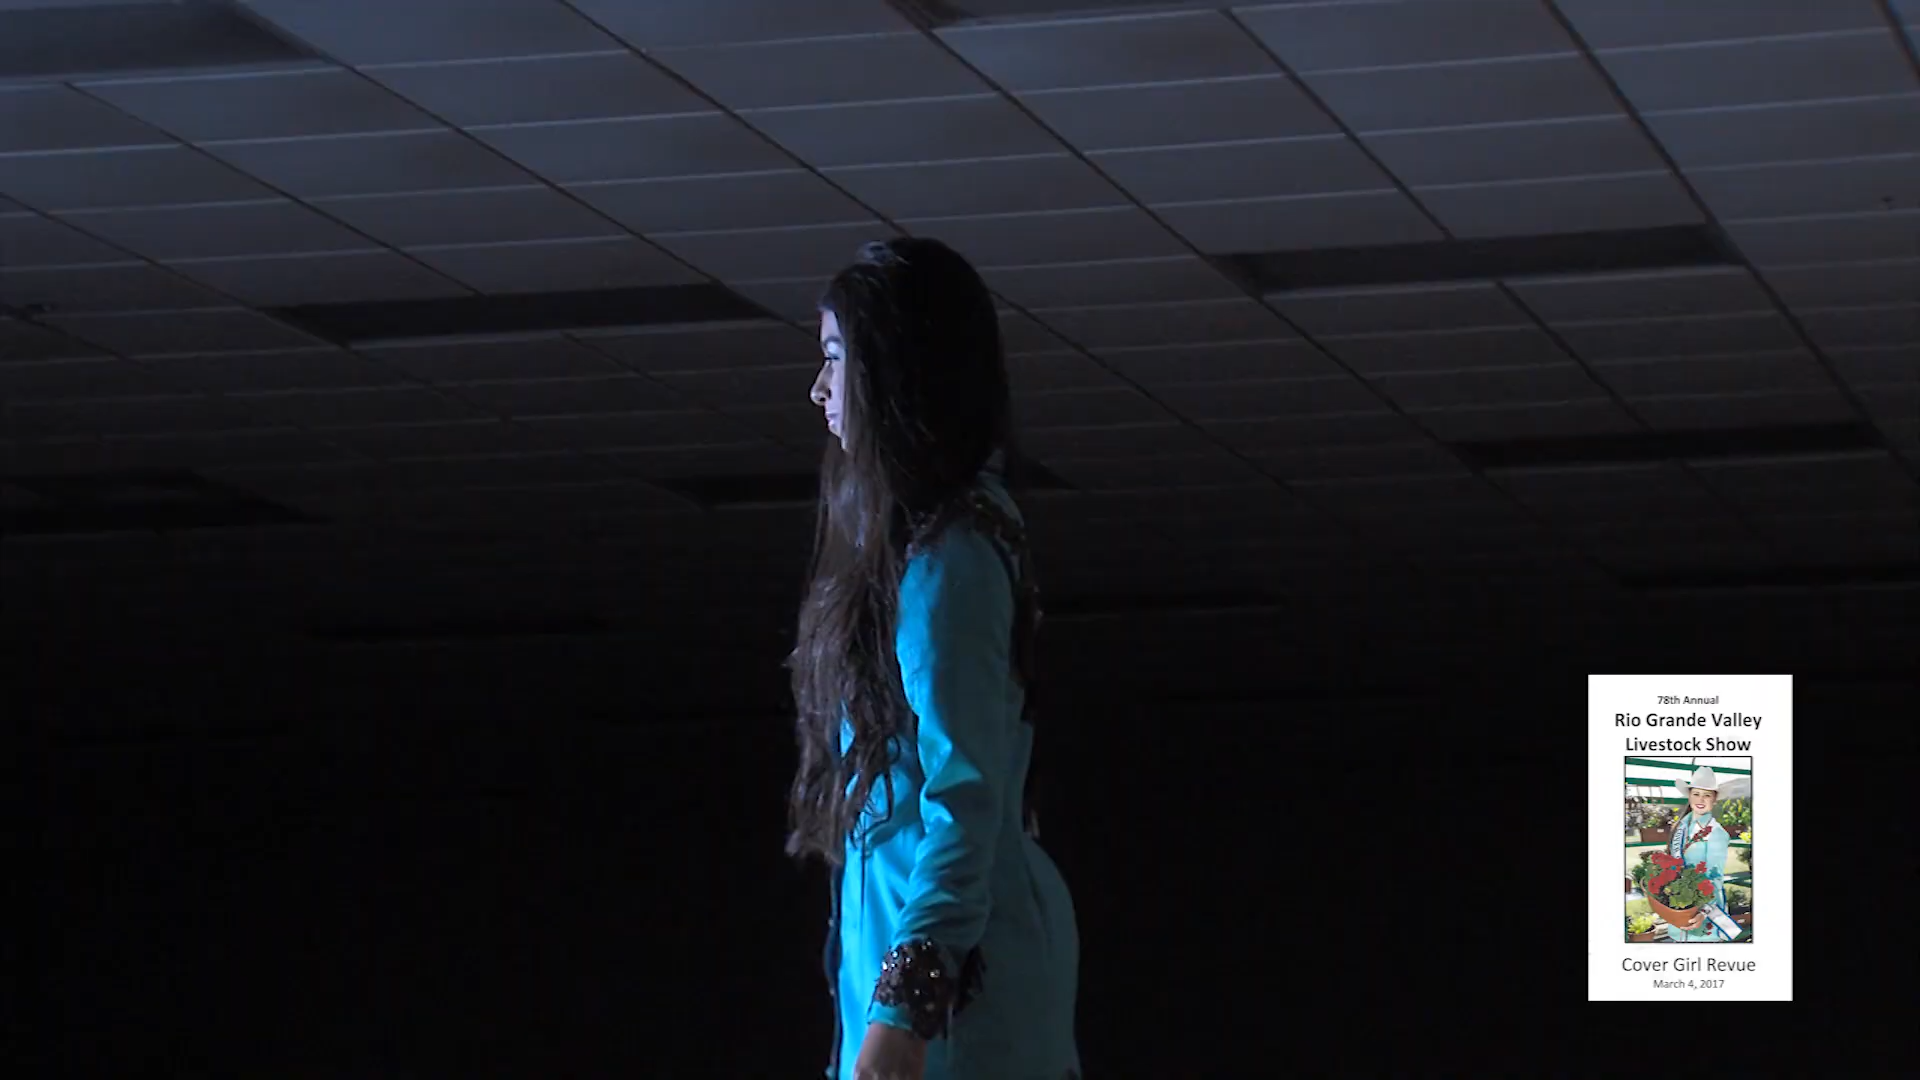 78th Annual
Rio Grande Valley
Livestock Show
Cover Girl Revue
March 4, 2017